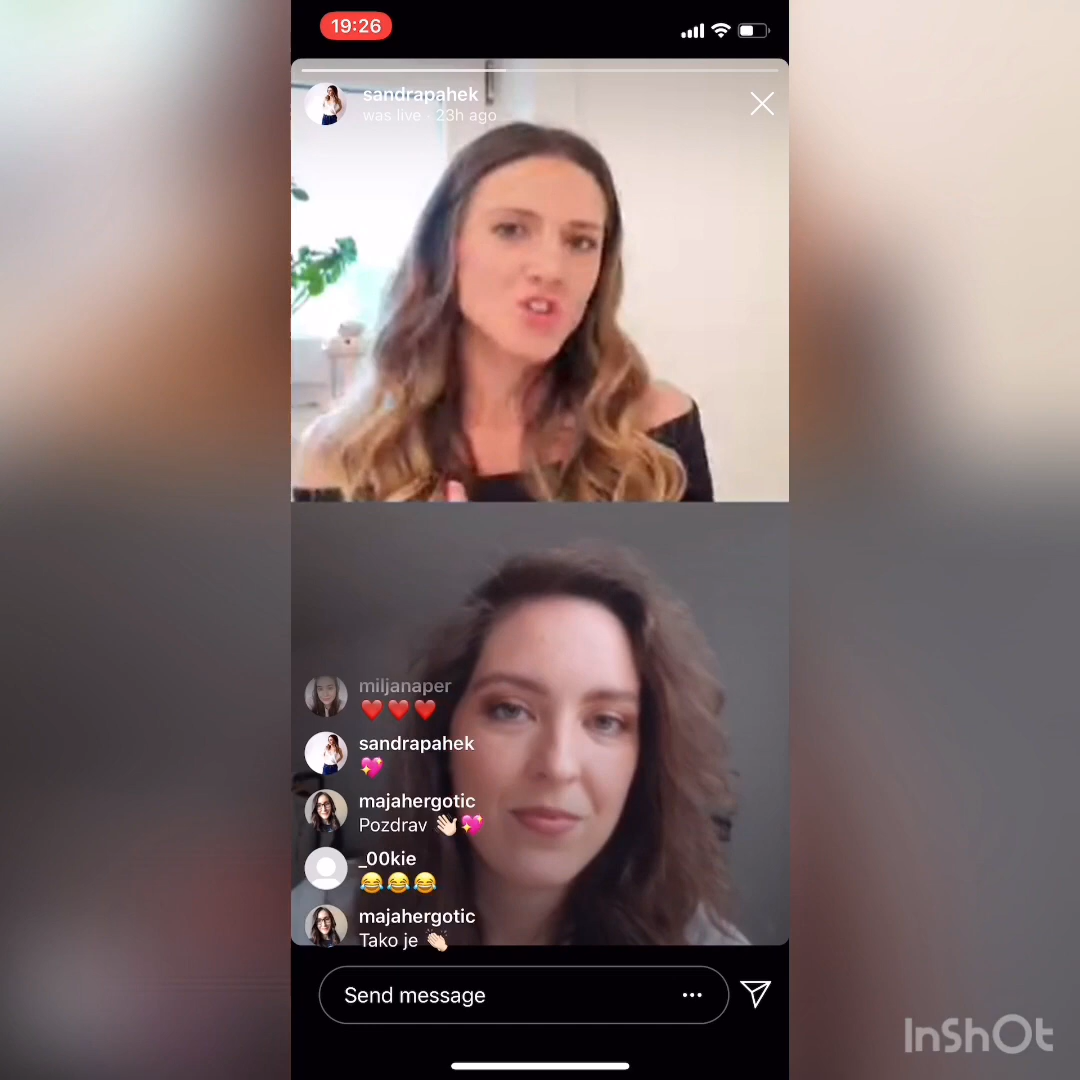 19:26
sandrapahek
was live · 23h ago
miljanaper
❤️❤️❤️
sandrapahek
💖
majahergotic
Pozdrav 👋🏻💖
_00kie
😂😂😂
majahergotic
Tako je 👏🏻
Send message
InShOt